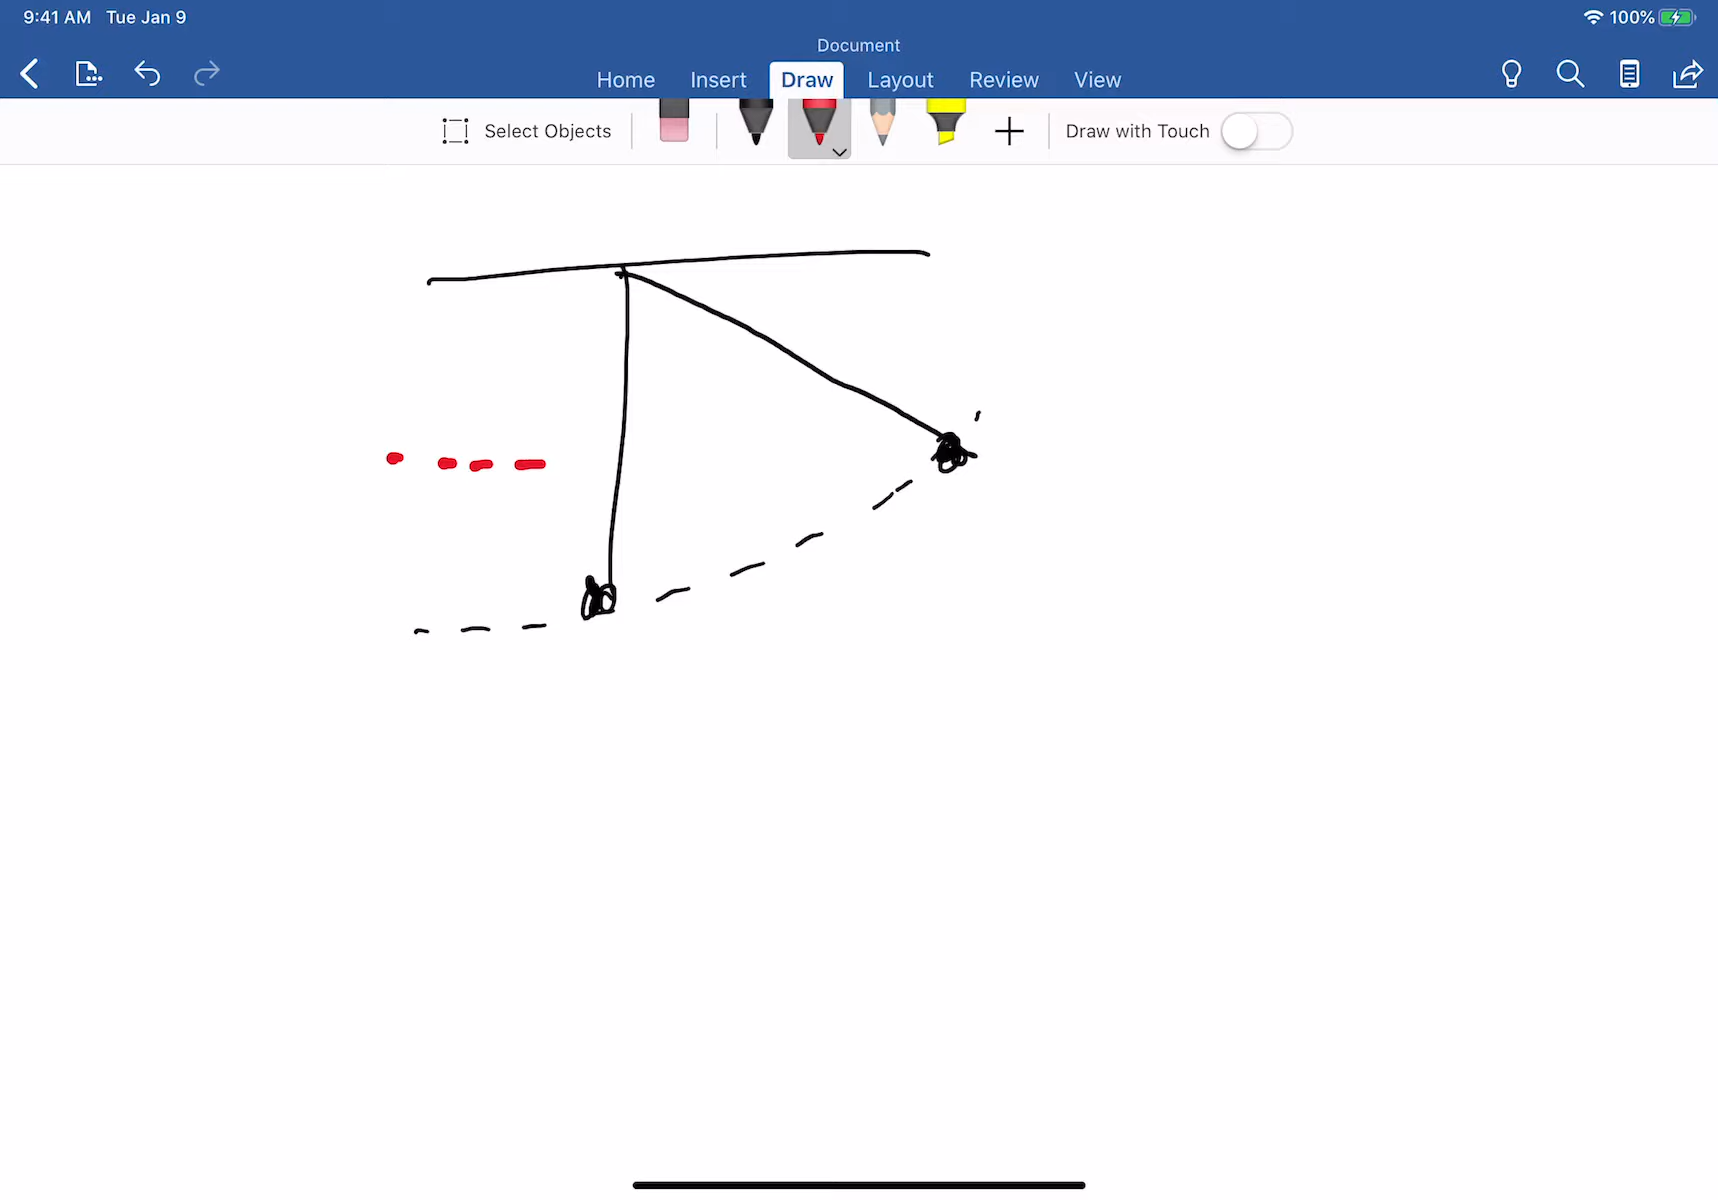 9:41 AM Tue Jan 9 100%
Document
Home Insert Draw Layout Review View
Select Objects Draw with Touch